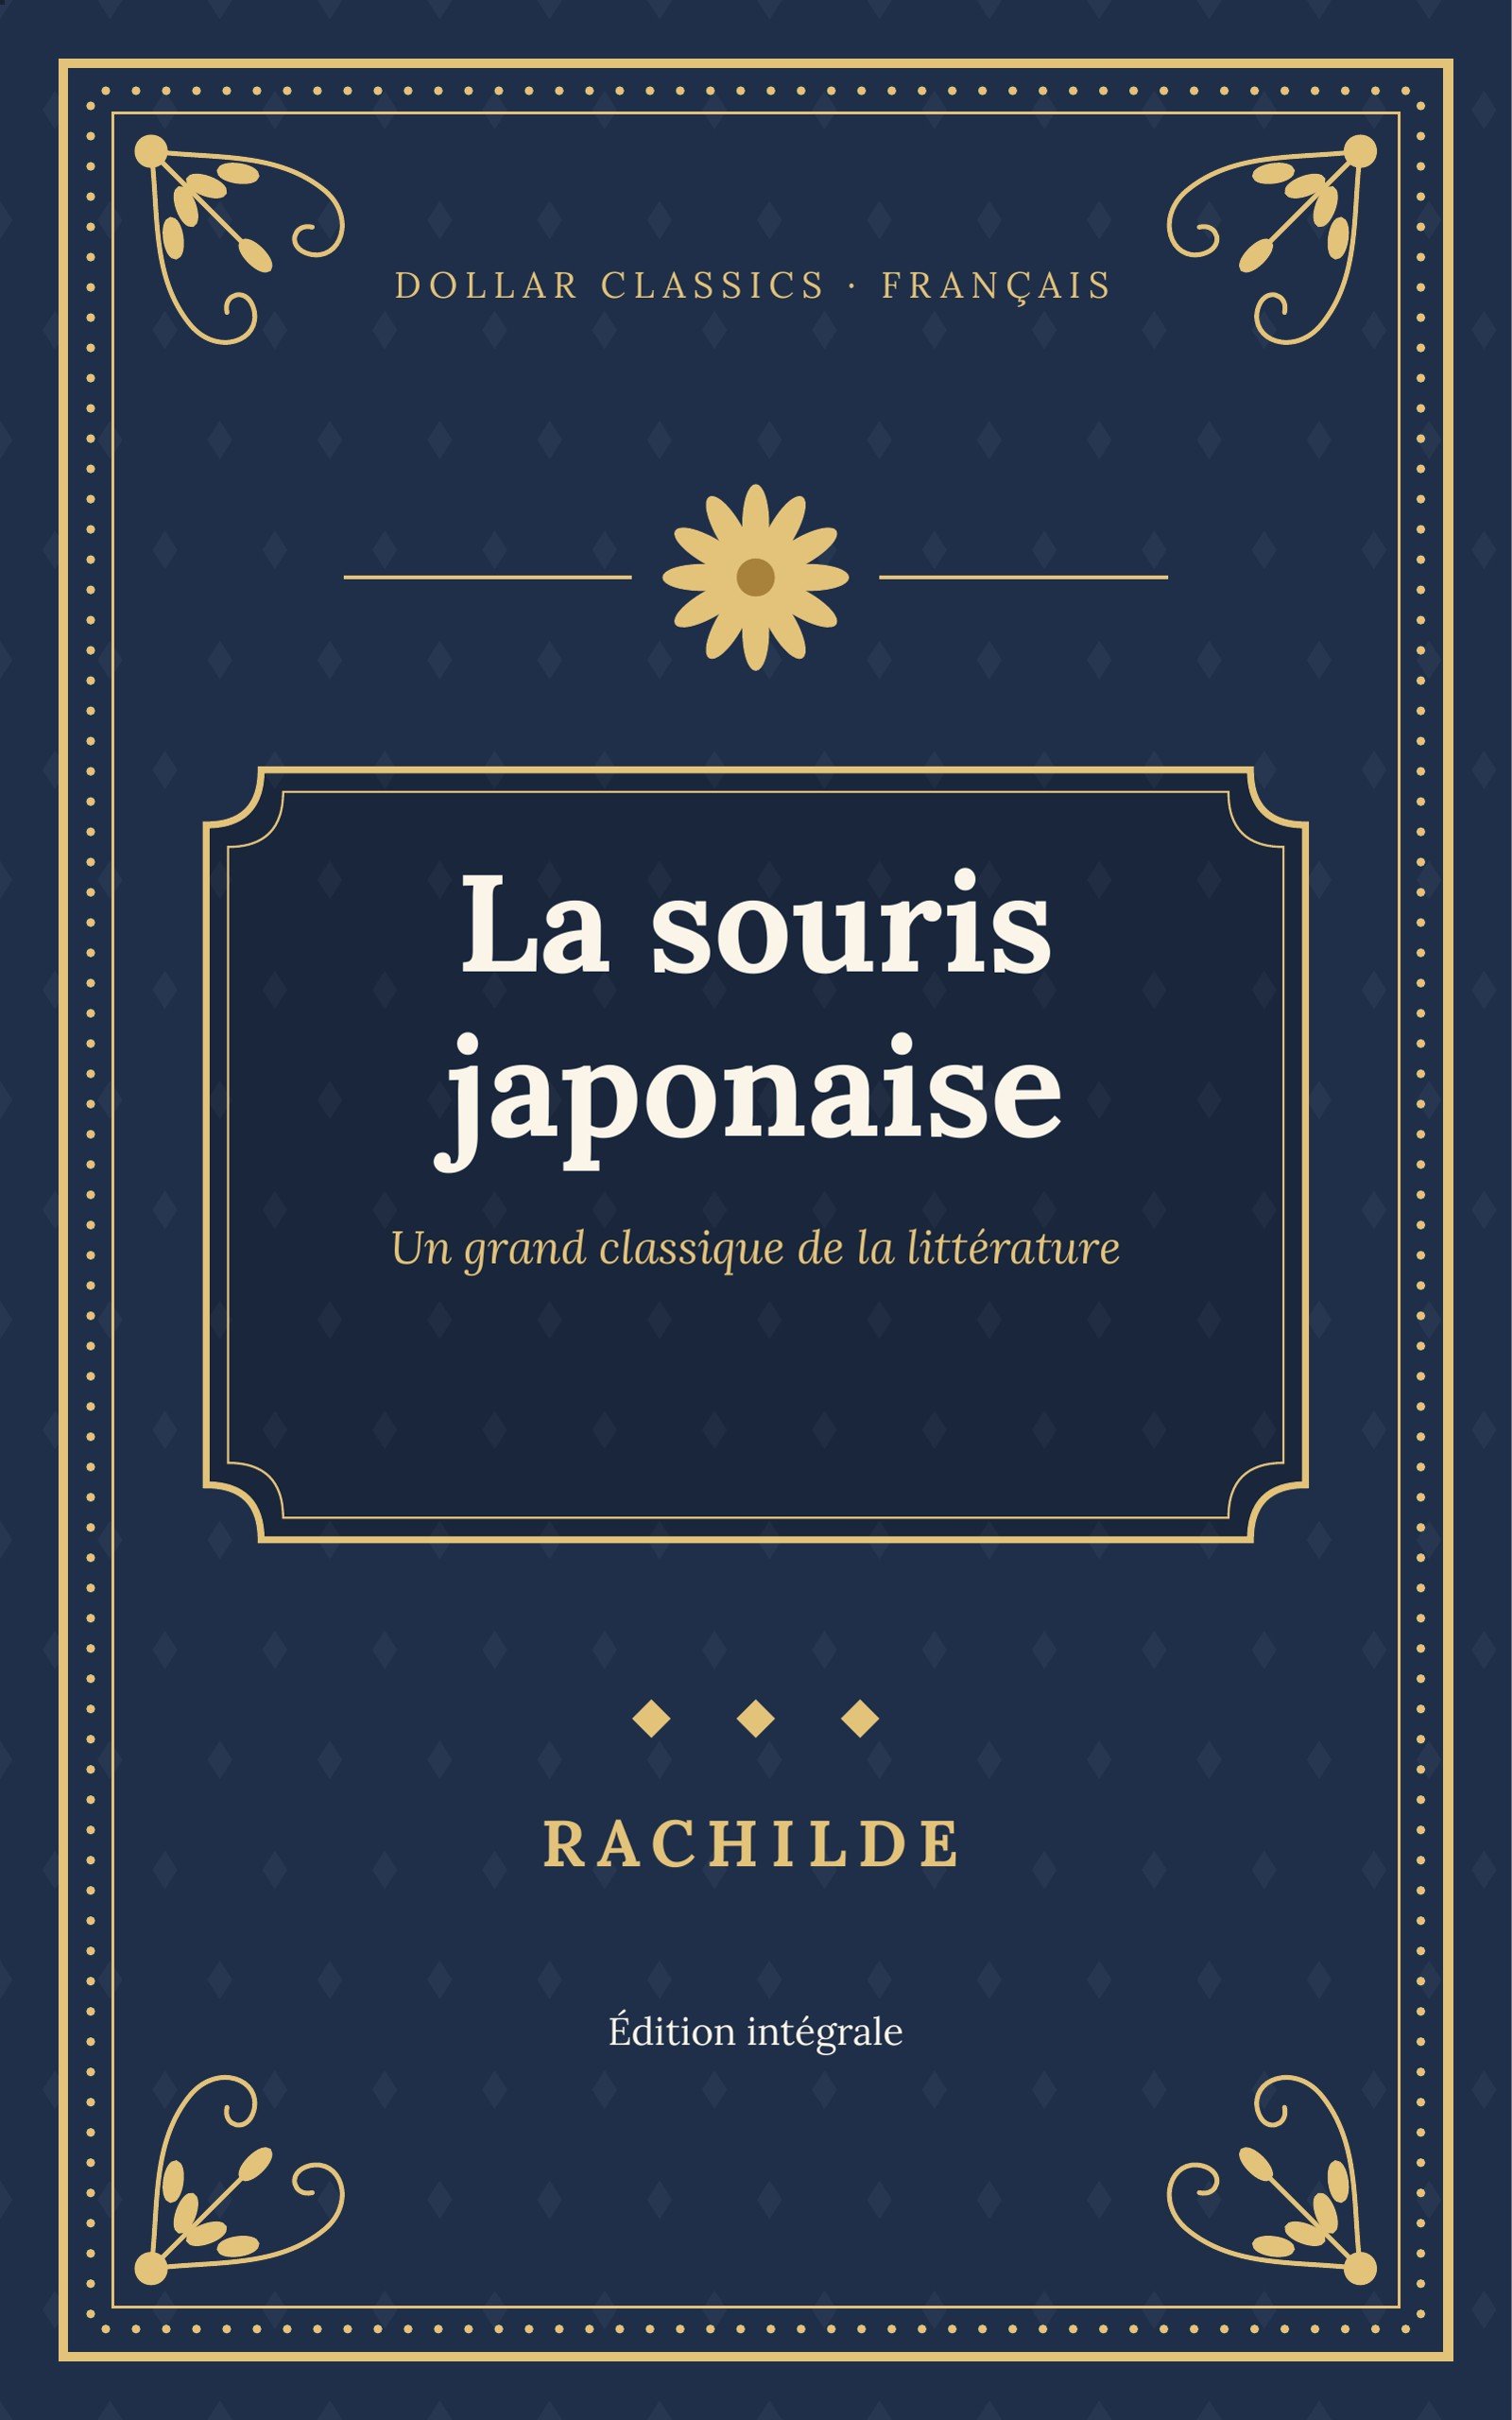 DOLLAR CLASSICS · FRANÇAIS
La souris
japonaise
Un grand classique de la littérature
RACHILDE
Édition intégrale